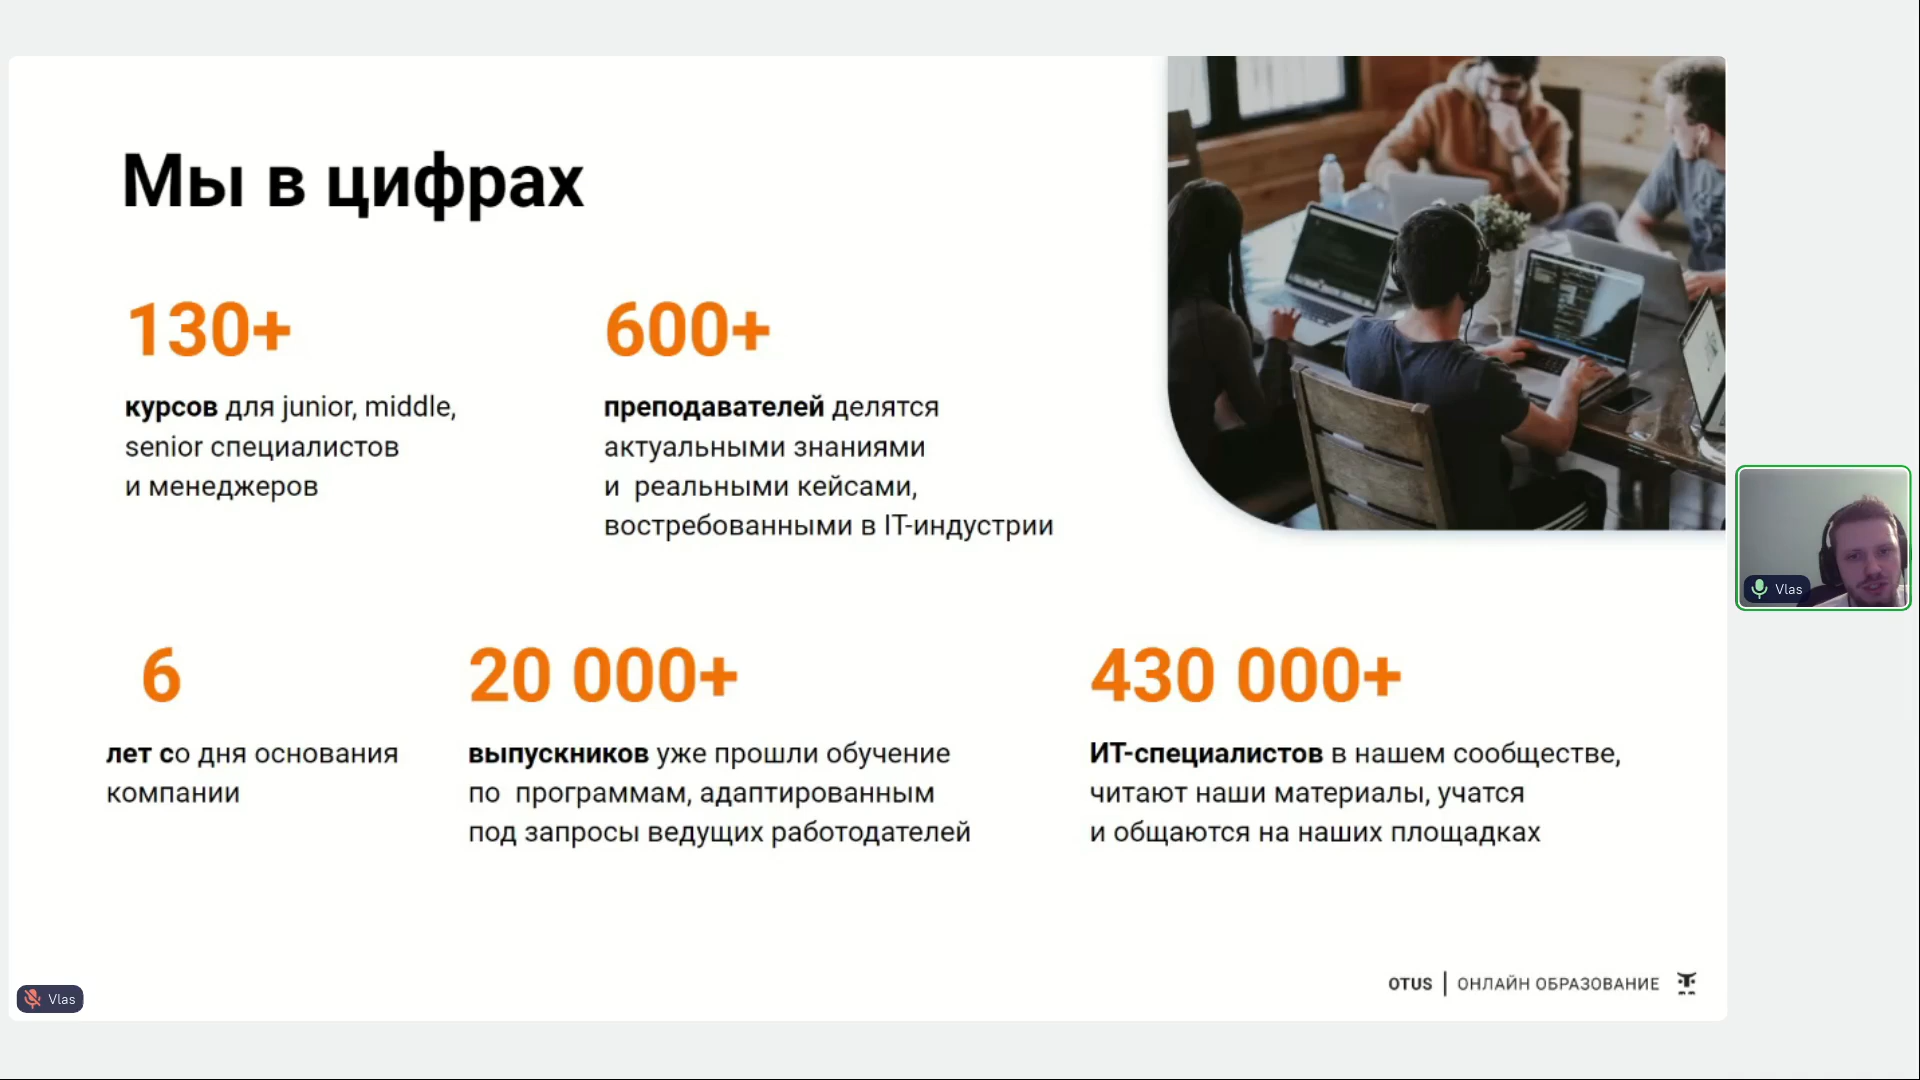 Мы в цифрах
130+
курсов для junior, middle,
senior специалистов
и менеджеров
600+
преподавателей делятся
актуальными знаниями
и реальными кейсами,
востребованными в IT-индустрии
6
лет со дня основания
компании
20 000+
выпускников уже прошли обучение
по программам, адаптированным
под запросы ведущих работодателей
430 000+
ИТ-специалистов в нашем сообществе,
читают наши материалы, учатся
и общаются на наших площадках
Vlas
OTUS | ОНЛАЙН ОБРАЗОВАНИЕ
Vlas